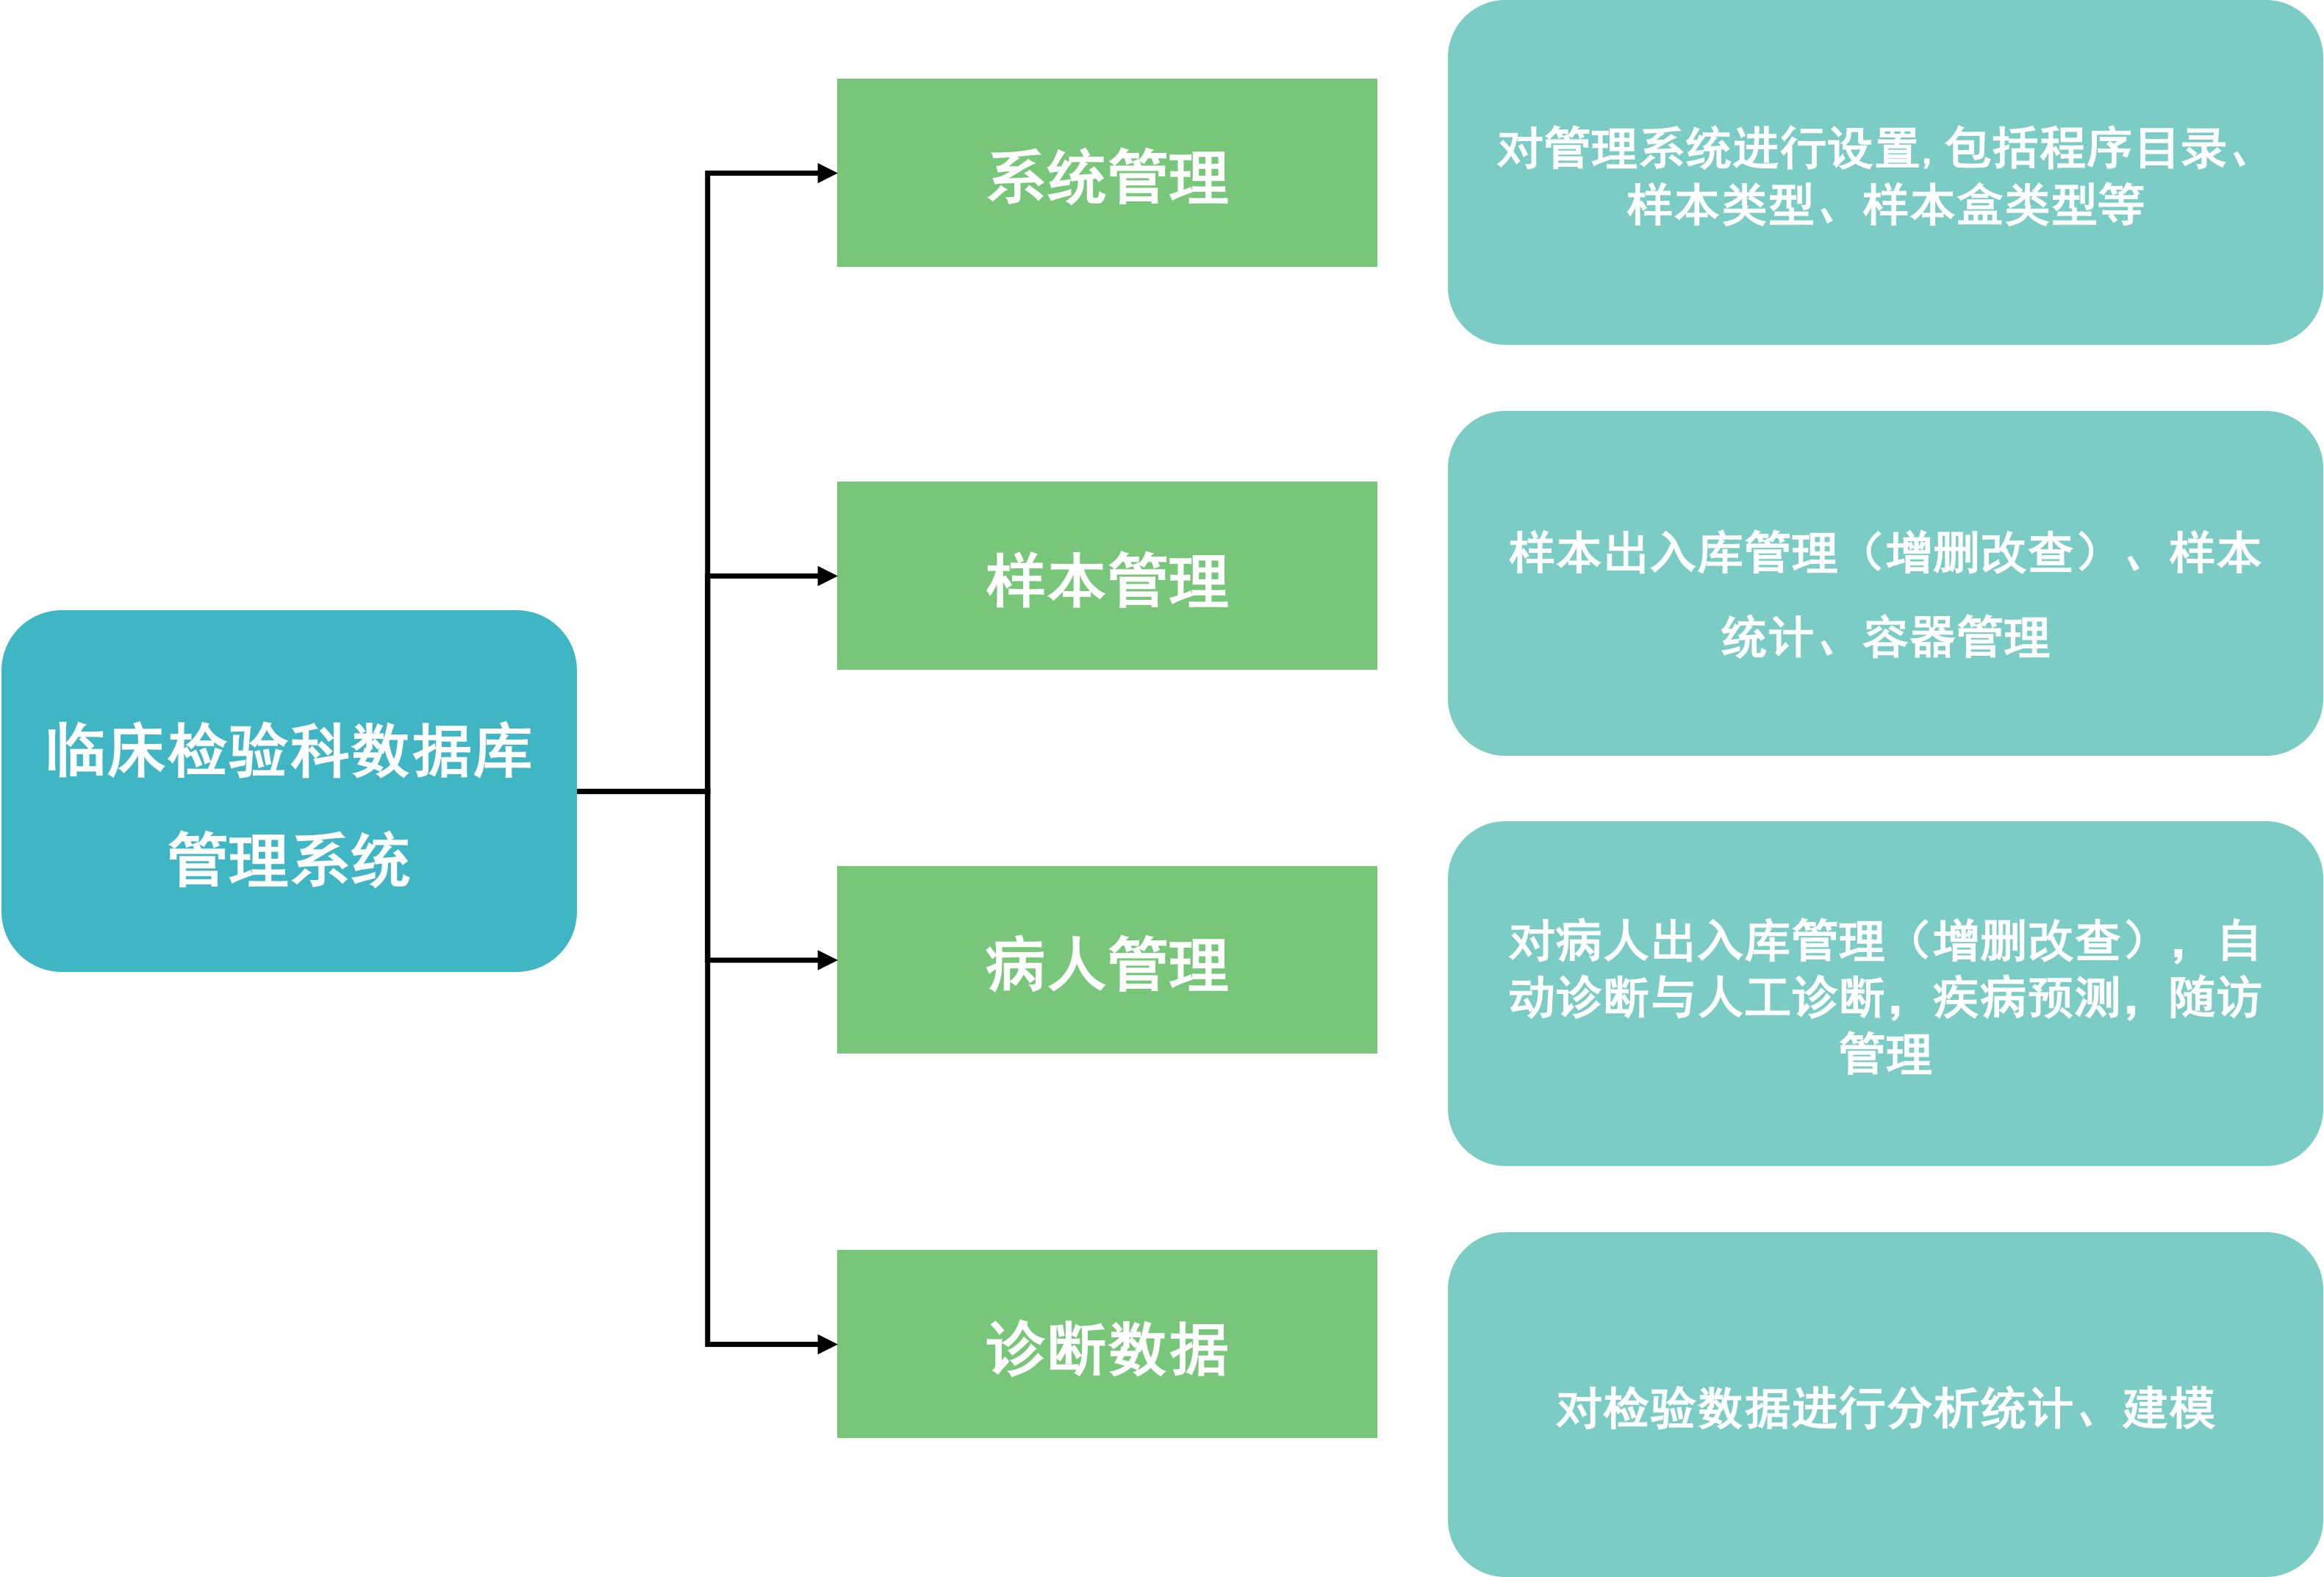 临床检验科数据库
管理系统
系统管理
对管理系统进行设置，包括程序目录、
样本类型、样本盒类型等
样本管理
样本出入库管理（增删改查）、样本
统计、容器管理
病人管理
对病人出入库管理（增删改查），自
动诊断与人工诊断，疾病预测，随访
管理
诊断数据
对检验数据进行分析统计、建模